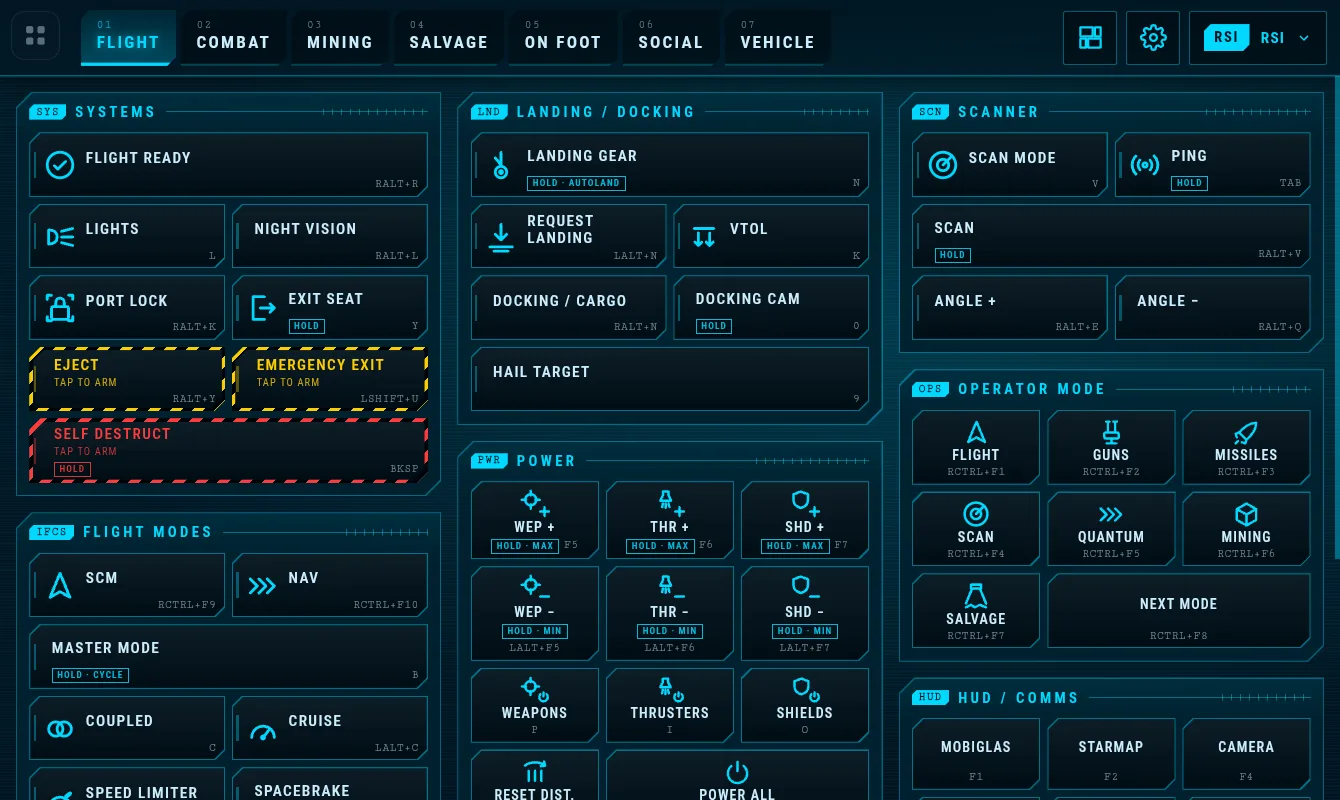 01
FLIGHT
02
COMBAT
03
MINING
04
SALVAGE
05
ON FOOT
06
SOCIAL
07
VEHICLE
RSI
RSI
SYS
SYSTEMS
FLIGHT READY
RALT+R
LIGHTS
L
NIGHT VISION
RALT+L
PORT LOCK
RALT+K
EXIT SEAT
HOLD
Y
EJECT
TAP TO ARM
RALT+Y
EMERGENCY EXIT
TAP TO ARM
LSHIFT+U
SELF DESTRUCT
TAP TO ARM
HOLD
BKSP
IFCS
FLIGHT MODES
SCM
RCTRL+F9
NAV
RCTRL+F10
MASTER MODE
HOLD · CYCLE
B
COUPLED
C
CRUISE
LALT+C
SPEED LIMITER
SPACEBRAKE
LND
LANDING / DOCKING
LANDING GEAR
HOLD · AUTOLAND
N
REQUEST
LANDING
LALT+N
VTOL
K
DOCKING / CARGO
RALT+N
DOCKING CAM
HOLD
0
HAIL TARGET
9
PWR
POWER
WEP +
HOLD · MAX F5
THR +
HOLD · MAX F6
SHD +
HOLD · MAX F7
WEP −
HOLD · MIN
LALT+F5
THR −
HOLD · MIN
LALT+F6
SHD −
HOLD · MIN
LALT+F7
WEAPONS
P
THRUSTERS
I
SHIELDS
O
RESET DIST.
POWER ALL
SCN
SCANNER
SCAN MODE
V
PING
HOLD
TAB
SCAN
HOLD
RALT+V
ANGLE +
RALT+E
ANGLE −
RALT+Q
OPS
OPERATOR MODE
FLIGHT
RCTRL+F1
GUNS
RCTRL+F2
MISSILES
RCTRL+F3
SCAN
RCTRL+F4
QUANTUM
RCTRL+F5
MINING
RCTRL+F6
SALVAGE
RCTRL+F7
NEXT MODE
RCTRL+F8
HUD
HUD / COMMS
MOBIGLAS
F1
STARMAP
F2
CAMERA
F4